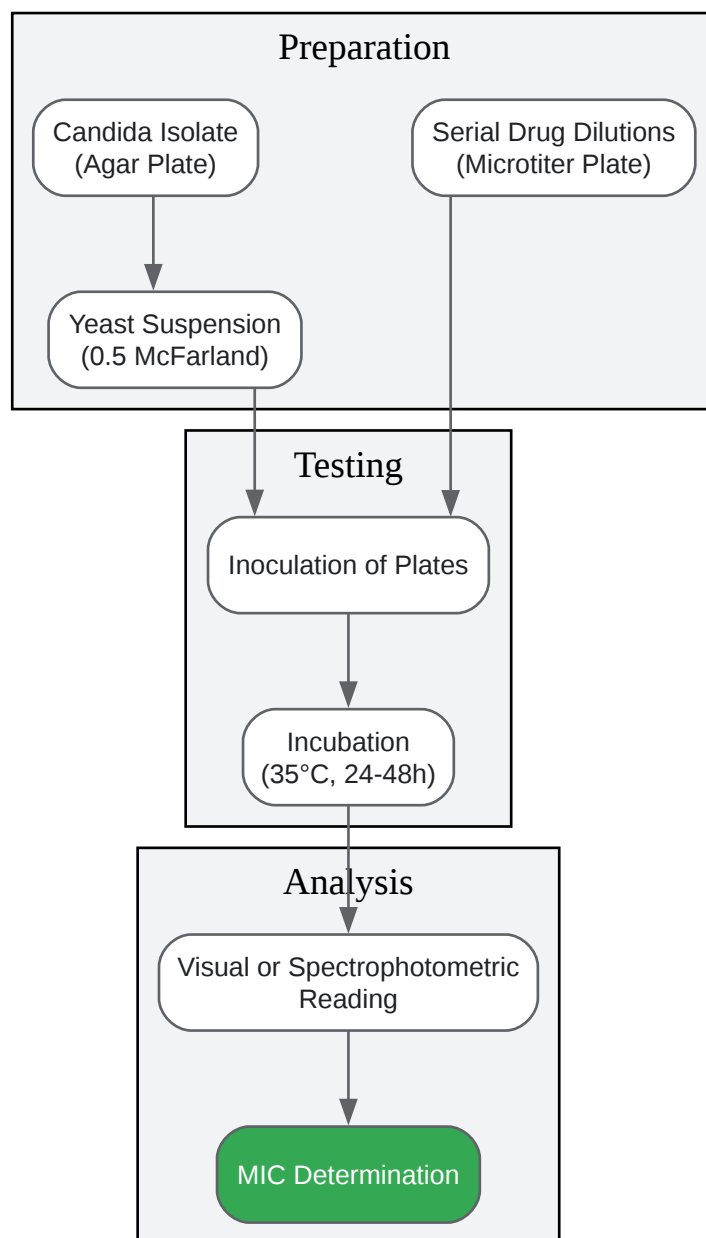 Preparation
Candida Isolate
(Agar Plate)
Serial Drug Dilutions
(Microtiter Plate)
Yeast Suspension
(0.5 McFarland)
Testing
Inoculation of Plates
Incubation
(35°C, 24-48h)
Analysis
Visual or Spectrophotometric
Reading
MIC Determination